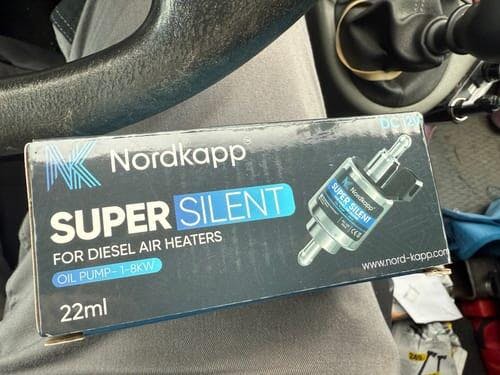 DC 12V
NK Nordkapp
SUPER SILENT
FOR DIESEL AIR HEATERS
OIL PUMP- 1-8KW
22ml
Nordkapp
SUPER SILENT
www.nord-kapp.com